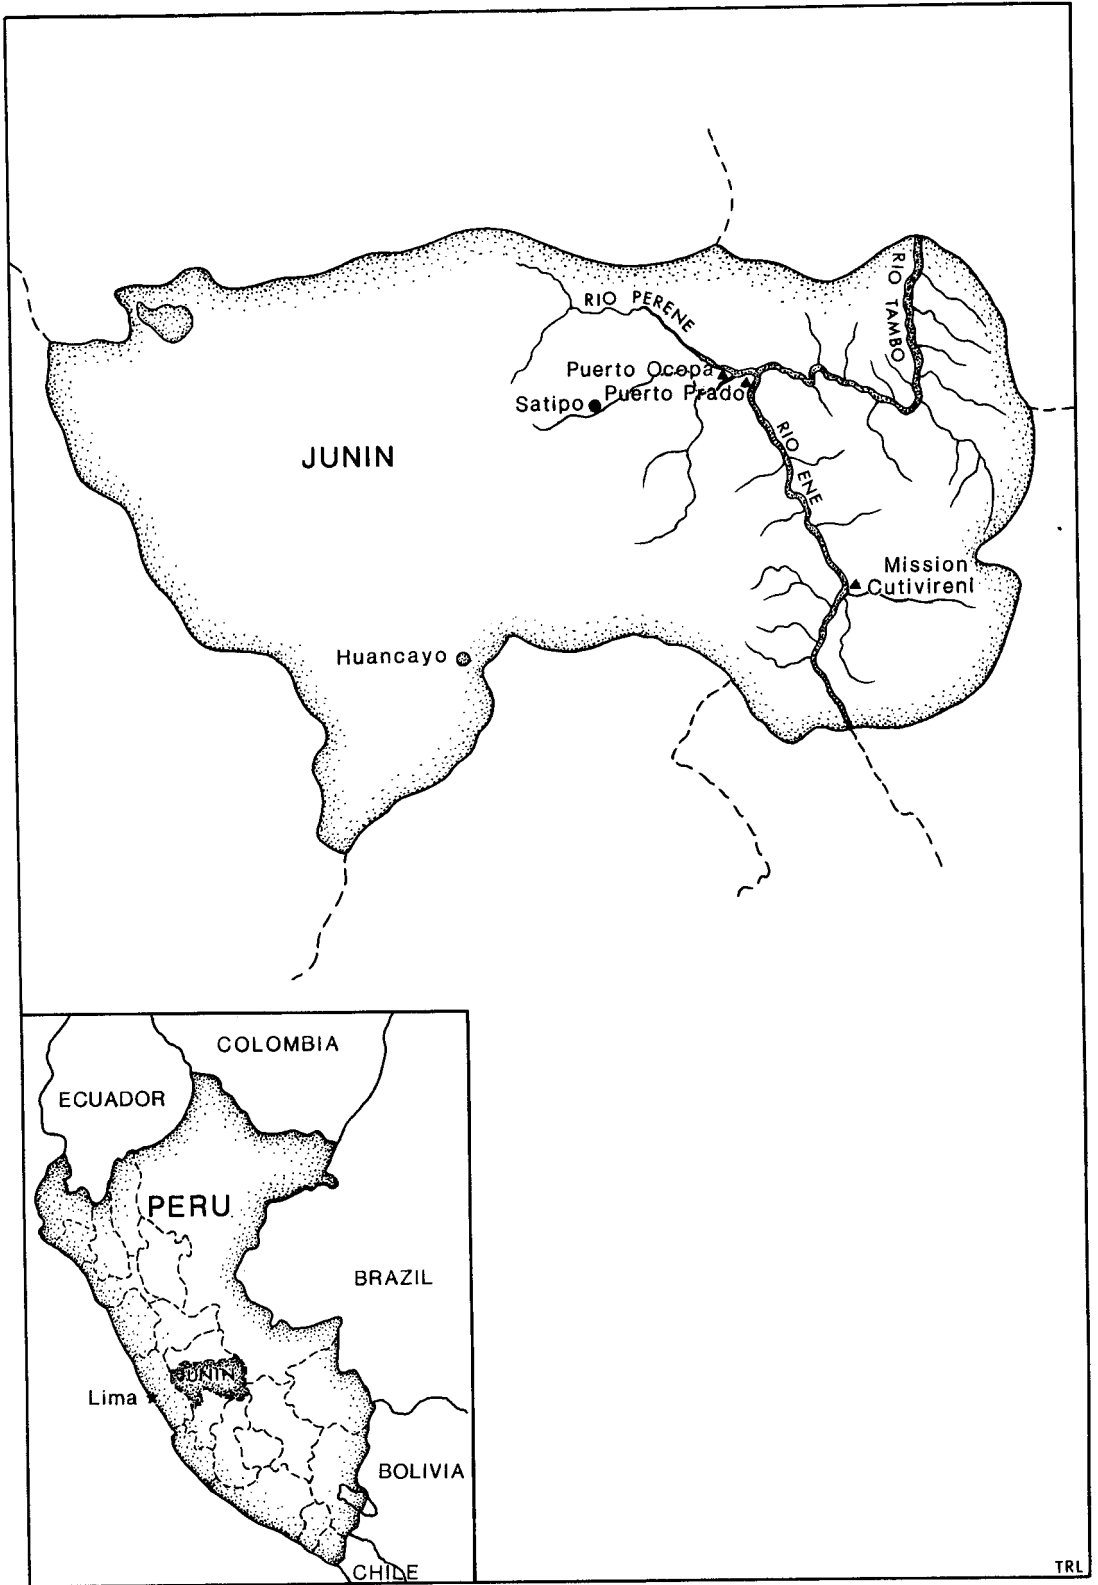 RIO PERENE
RIO TAMBO
Puerto Ocopa
Puerto Prado
Satipo
JUNIN
RIO ENE
Mission
Cutivireni
Huancayo
COLOMBIA
ECUADOR
PERU
BRAZIL
JUNIN
Lima
BOLIVIA
CHILE
TRL